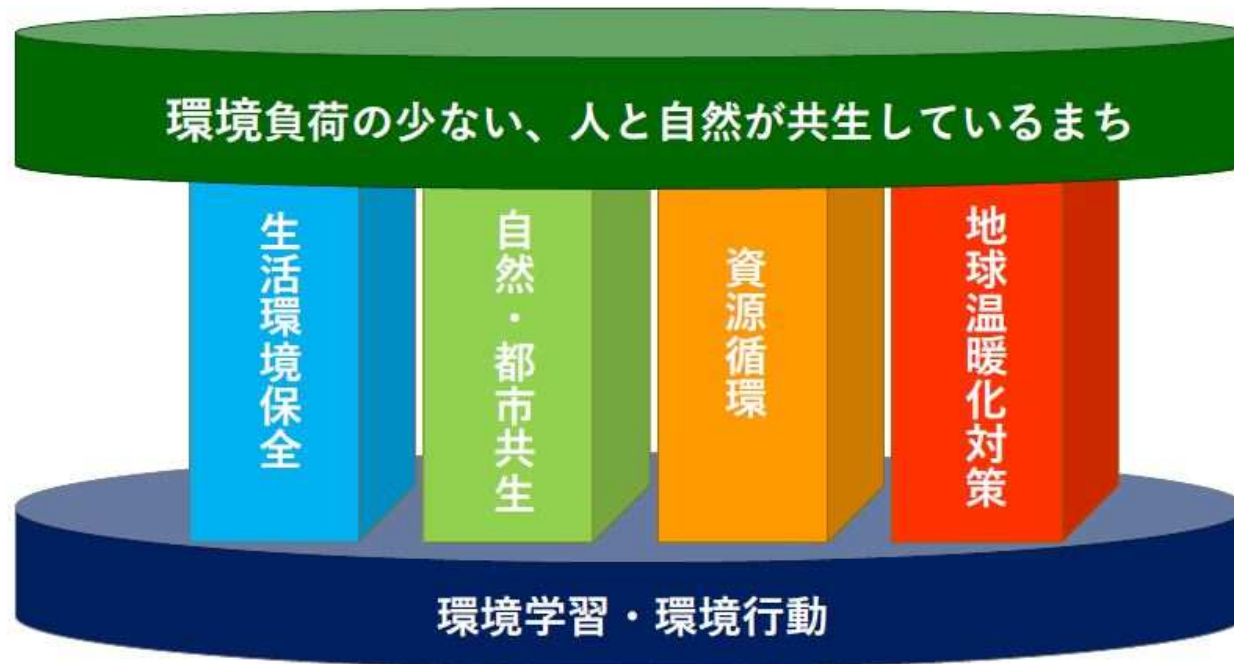 環境負荷の少ない、人と自然が共生しているまち
生活環境保全
自然・都市共生
資源循環
地球温暖化対策
環境学習・環境行動